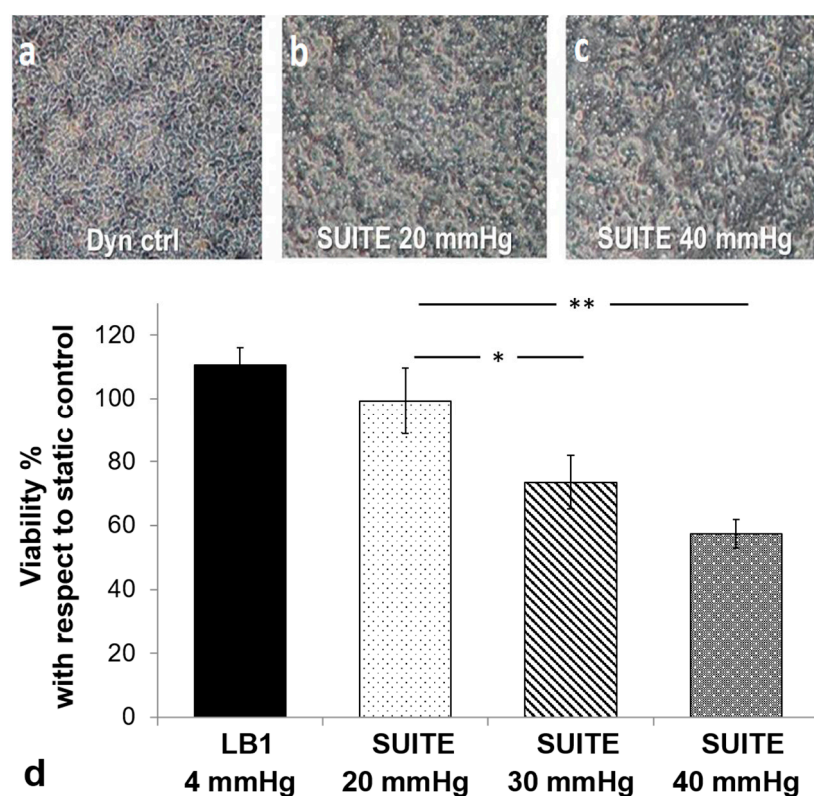 a
b
c
Dyn ctrl
SUITE 20 mmHg
SUITE 40 mmHg
Viability %
with respect to static control
120
100
80
60
40
20
0
**
*
LB1
4 mmHg
SUITE
20 mmHg
SUITE
30 mmHg
SUITE
40 mmHg
d